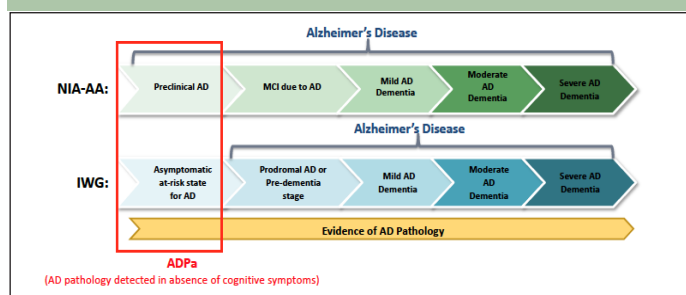 Alzheimer's Disease
NIA-AA:
Preclinical AD
MCI due to AD
Mild AD
Dementia
Moderate
AD
Dementia
Severe AD
Dementia
Alzheimer's Disease
IWG:
Asymptomatic
at-risk state
for AD
Prodromal AD or
Pre-dementia
stage
Mild AD
Dementia
Moderate
AD
Dementia
Severe AD
Dementia
Evidence of AD Pathology
ADPa
(AD pathology detected in absence of cognitive symptoms)